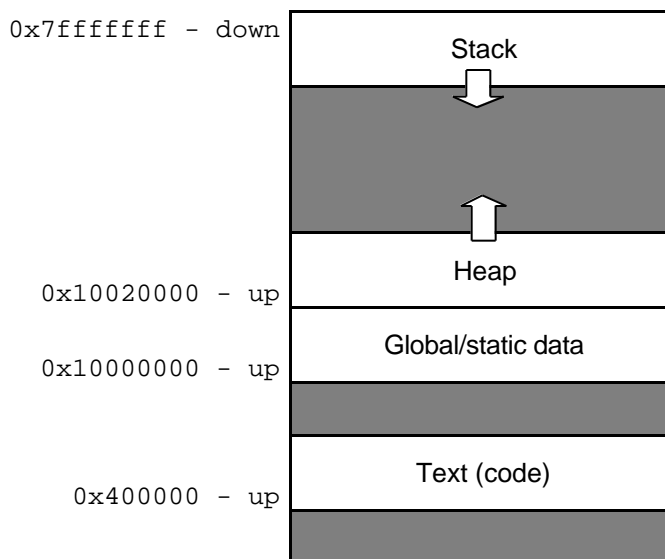 0x7fffffff - down
Stack
Heap
0x10020000 - up
Global/static data
0x10000000 - up
Text (code)
0x400000 - up